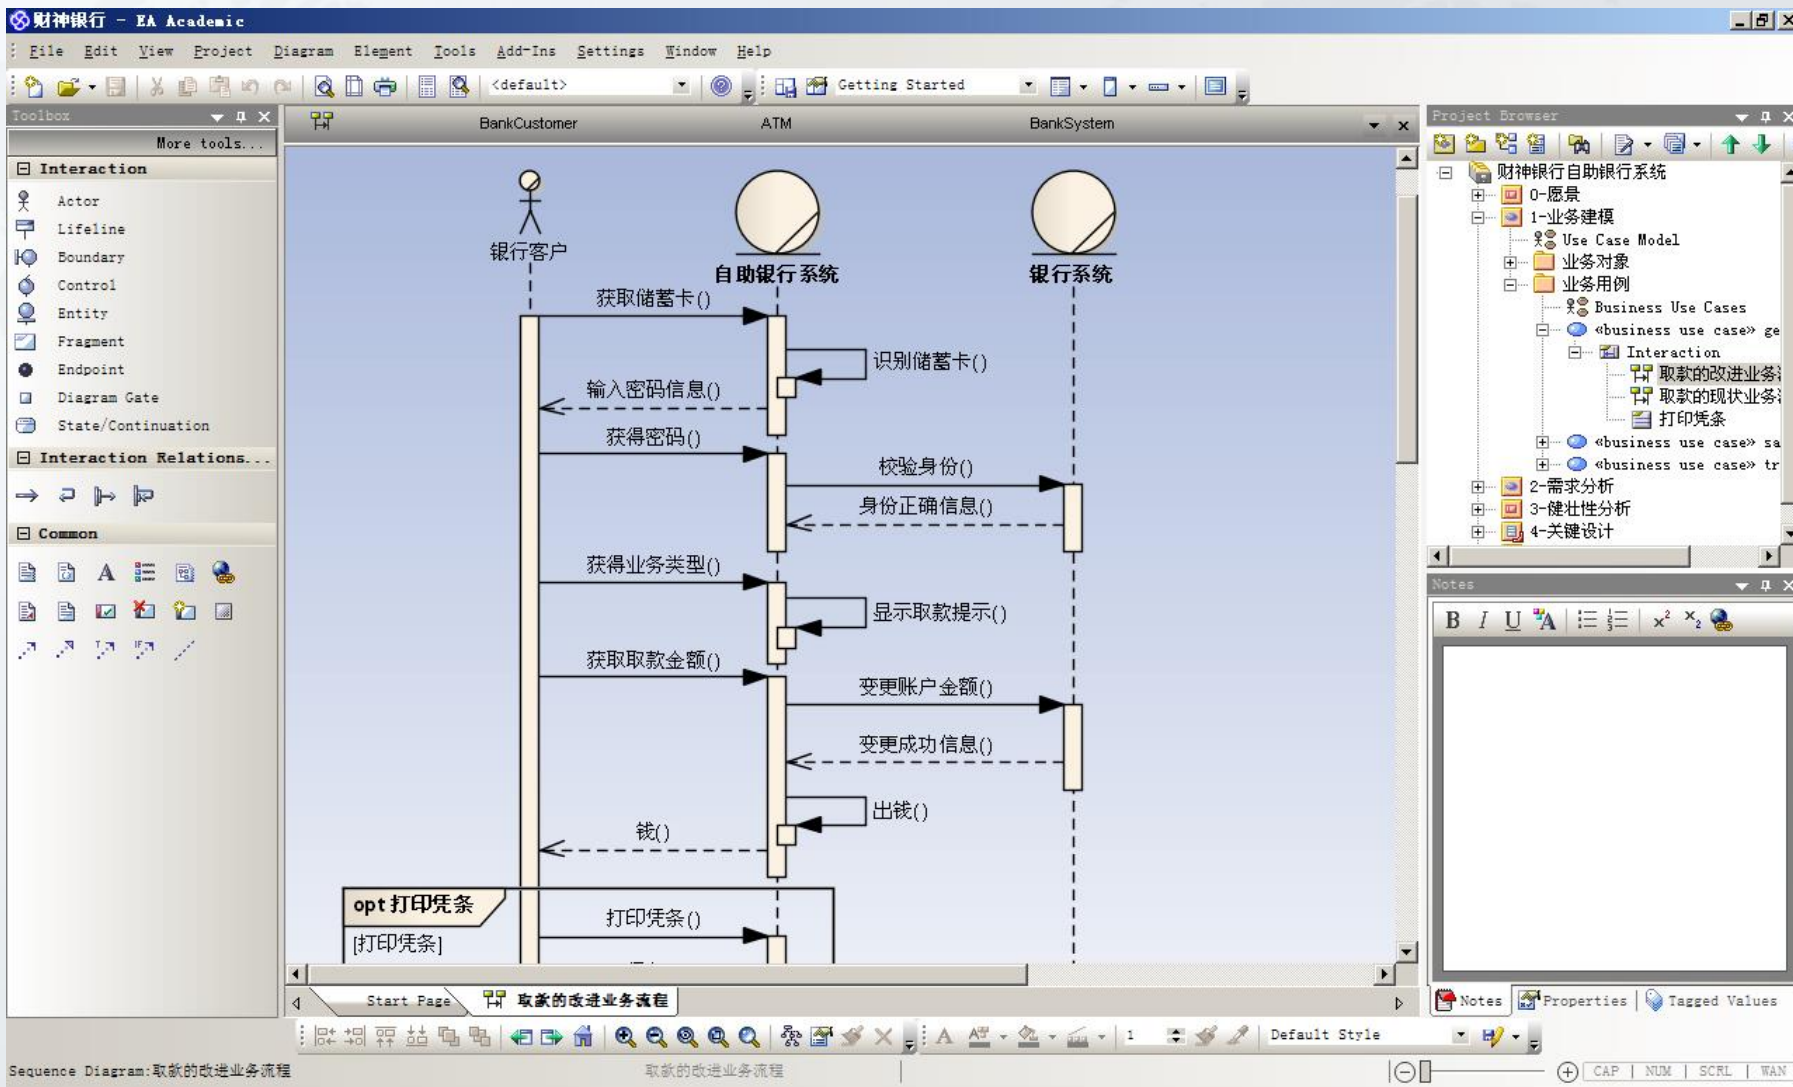 财神银行 - EA Academic
File Edit View Project Diagram Element Tools Add-Ins Settings Window Help
<default> Getting Started
Toolbox
More tools...
Interaction
Actor
Lifeline
Boundary
Control
Entity
Fragment
Endpoint
Diagram Gate
State/Continuation
Interaction Relations...
Common
BankCustomer ATM BankSystem
银行客户
自助银行系统
银行系统
获取储蓄卡()
识别储蓄卡()
输入密码信息()
获得密码()
校验身份()
身份正确信息()
获得业务类型()
显示取款提示()
获取取款金额()
变更账户金额()
变更成功信息()
出钱()
钱()
opt 打印凭条
[打印凭条]
打印凭条()
Start Page 取款的改进业务流程
Project Browser
财神银行自助银行系统
0-愿景
1-业务建模
Use Case Model
业务对象
业务用例
Business Use Cases
«business use case» ge
Interaction
取款的改进业务
取款的现状业务
打印凭条
«business use case» sa
«business use case» tr
2-需求分析
3-健壮性分析
4-关键设计
Notes
B I U A x² x₂
Notes Properties Tagged Values
A 1 Default Style
Sequence Diagram:取款的改进业务流程 取款的改进业务流程 CAP NUM SCRL WAN